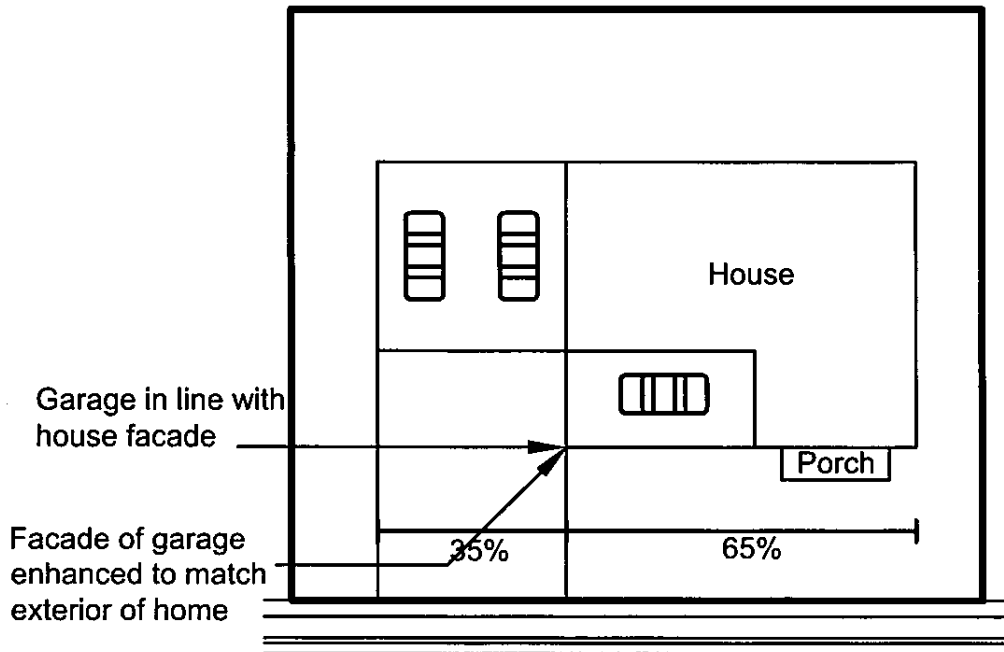 House
Garage in line with
house facade
Porch
Facade of garage
enhanced to match
exterior of home
35%
65%